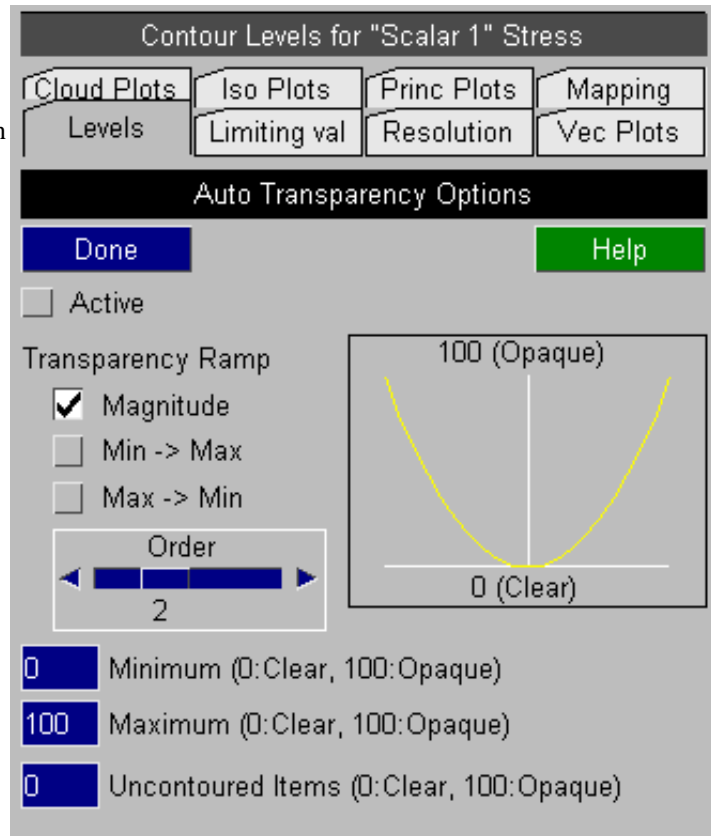 Contour Levels for "Scalar 1" Stress
Cloud Plots Iso Plots Princ Plots Mapping
n
Levels Limiting val Resolution Vec Plots
Auto Transparency Options
Done Help
Active
Transparency Ramp
100 (Opaque)
Magnitude
Min -> Max
Max -> Min
Order
2
0 (Clear)
0 Minimum (0:Clear, 100:Opaque)
100 Maximum (0:Clear, 100:Opaque)
0 Uncontoured Items (0:Clear, 100:Opaque)